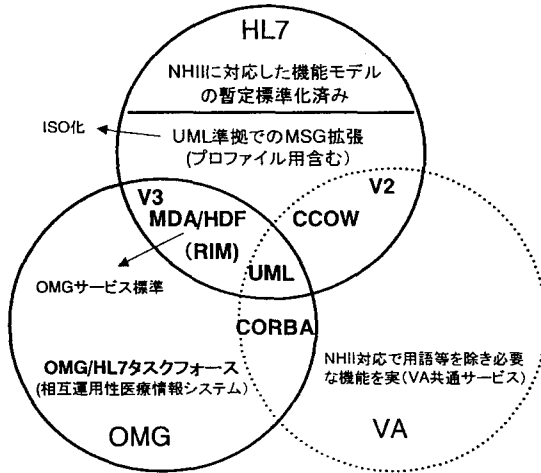 HL7
NHIIに対応した機能モデル
の暫定標準化済み
ISO化
UML準拠でのMSG拡張
(プロファイル用含む)
V3
V2
MDA/HDF
CCOW
(RIM)
UML
OMGサービス標準
CORBA
OMG/HL7タスクフォース
(相互運用性医療情報システム)
NHII対応で用語等を除き必要
な機能を実(VA共通サービス)
OMG
VA